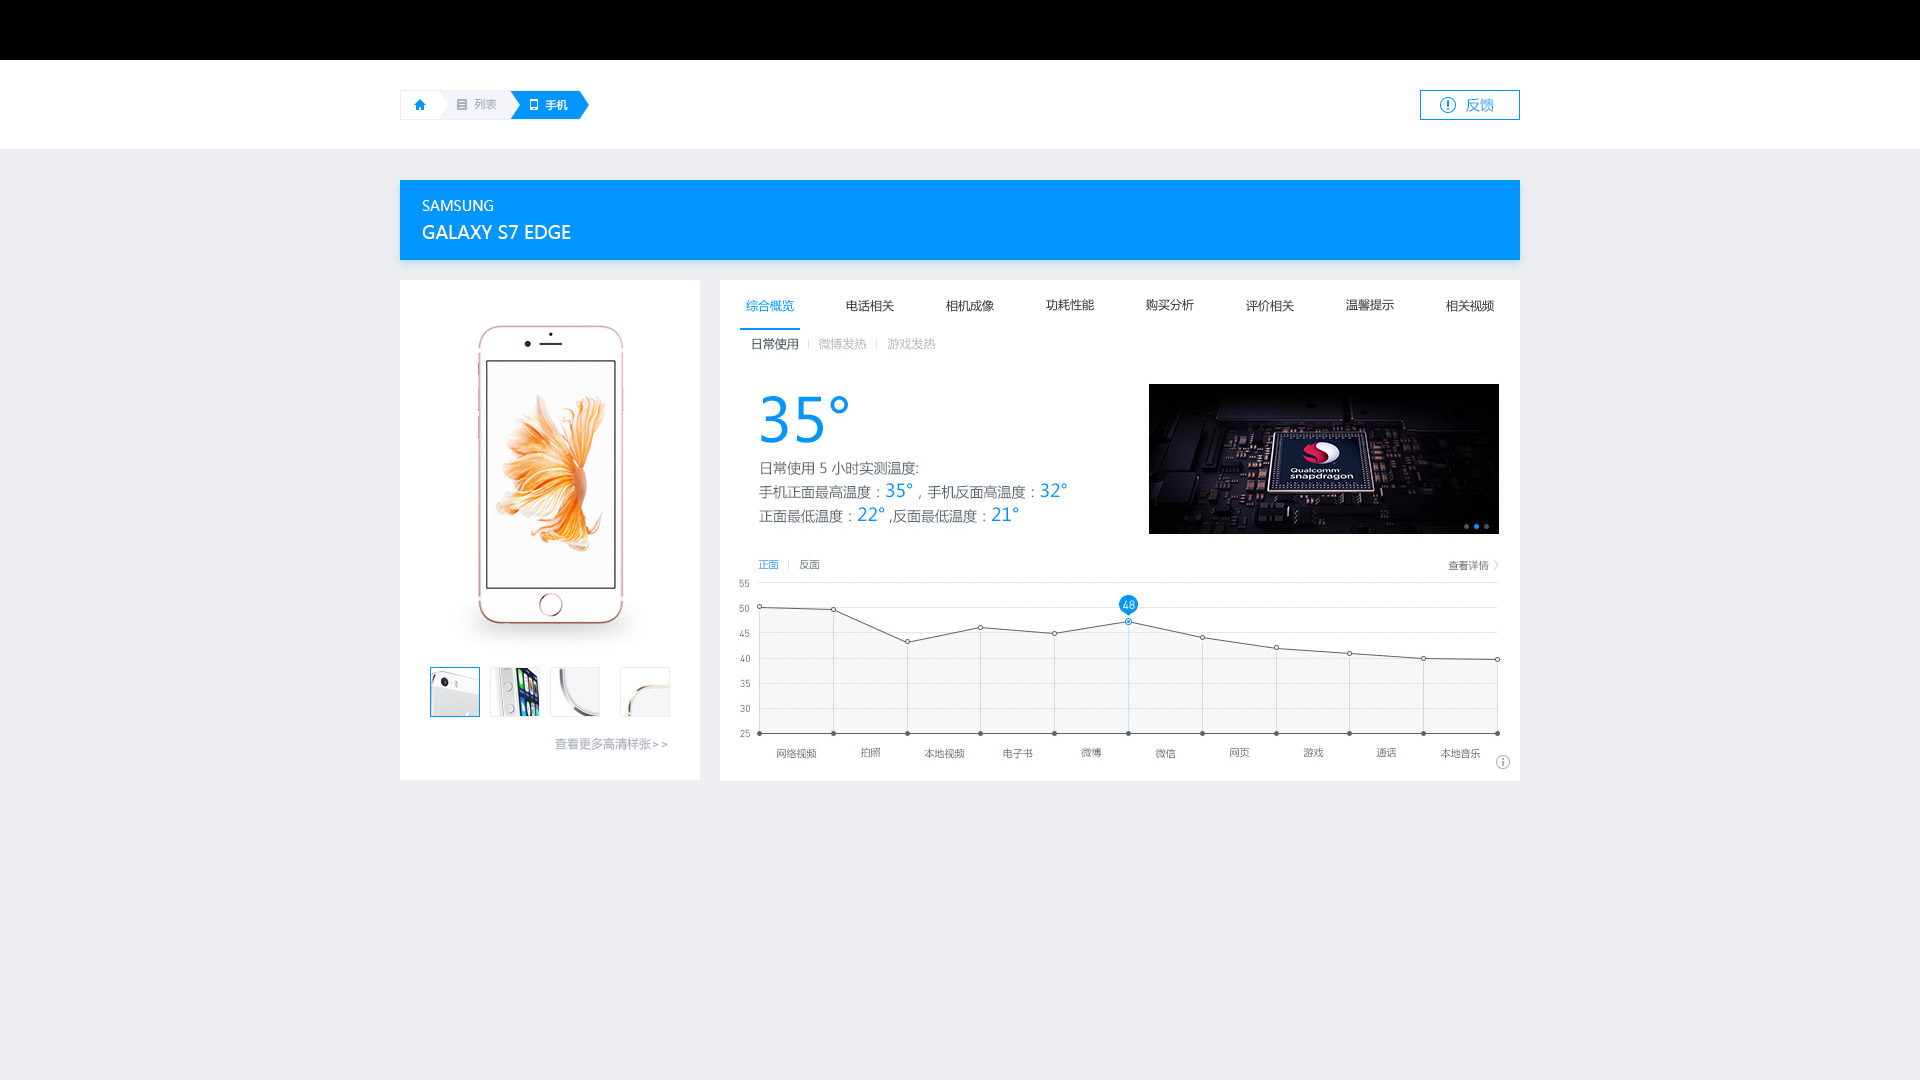 列表
手机
反馈
SAMSUNG
GALAXY S7 EDGE
综合概览 电话相关 相机成像 功耗性能 购买分析 评价相关 温馨提示 相关视频
日常使用 微博发热 游戏发热
35°
日常使用 5 小时实测温度:
手机正面最高温度：35°，手机反面高温度：32°
正面最低温度：22° ,反面最低温度：21°
Qualcomm
snapdragon
正面 反面
查看详情
55
50
45
40
35
30
25
48
网络视频 拍照 本地视频 电子书 微博 微信 网页 游戏 通话 本地音乐
查看更多高清样张>>